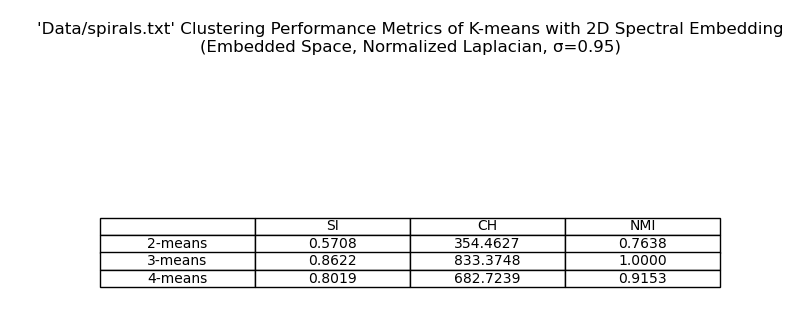 'Data/spirals.txt' Clustering Performance Metrics of K-means with 2D Spectral Embedding
(Embedded Space, Normalized Laplacian, σ=0.95)
SI CH NMI
2-means 0.5708 354.4627 0.7638
3-means 0.8622 833.3748 1.0000
4-means 0.8019 682.7239 0.9153